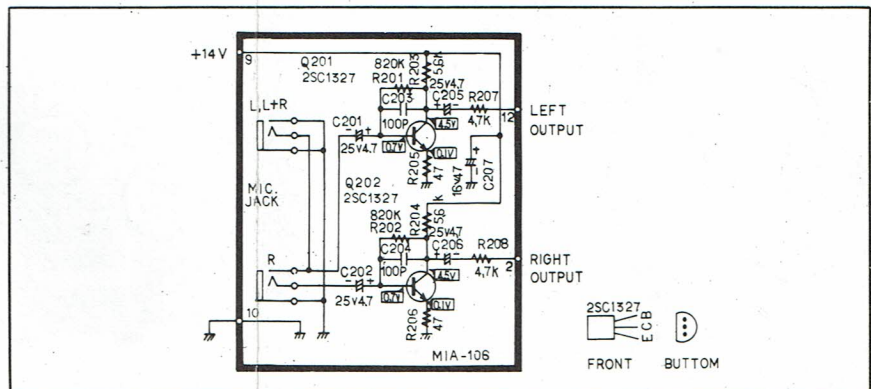 +14V
9
Q201
2SC1327
820K
R201
R203
5,6K
25v4,7
C205
R207
L,L+R
C203
C201
100P
4,5V
4,7K
12
LEFT
OUTPUT
25v4,7
0,7V
R205
47
0,1V
16v47
C207
MIC.
JACK
Q202
2SC1327
820K
R202
R204
5,6 k
25v4,7
C206
R208
R
C204
C202
100P
4,5V
4,7K
2
RIGHT
OUTPUT
25v4,7
0,7V
R206
47
0,1V
10
MIA-106
2SC1327
E C B
FRONT
BUTTOM